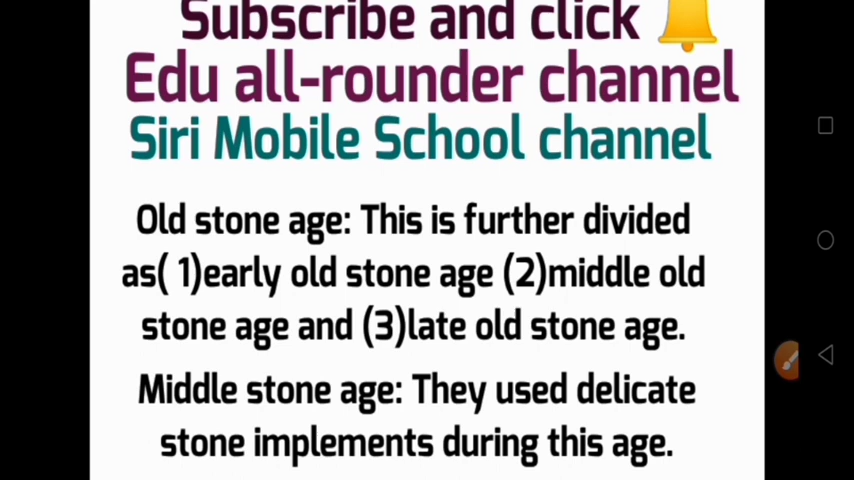 Subscribe and click
Edu all-rounder channel
Siri Mobile School channel
Old stone age: This is further divided
as( 1)early old stone age (2)middle old
stone age and (3)late old stone age.
Middle stone age: They used delicate
stone implements during this age.